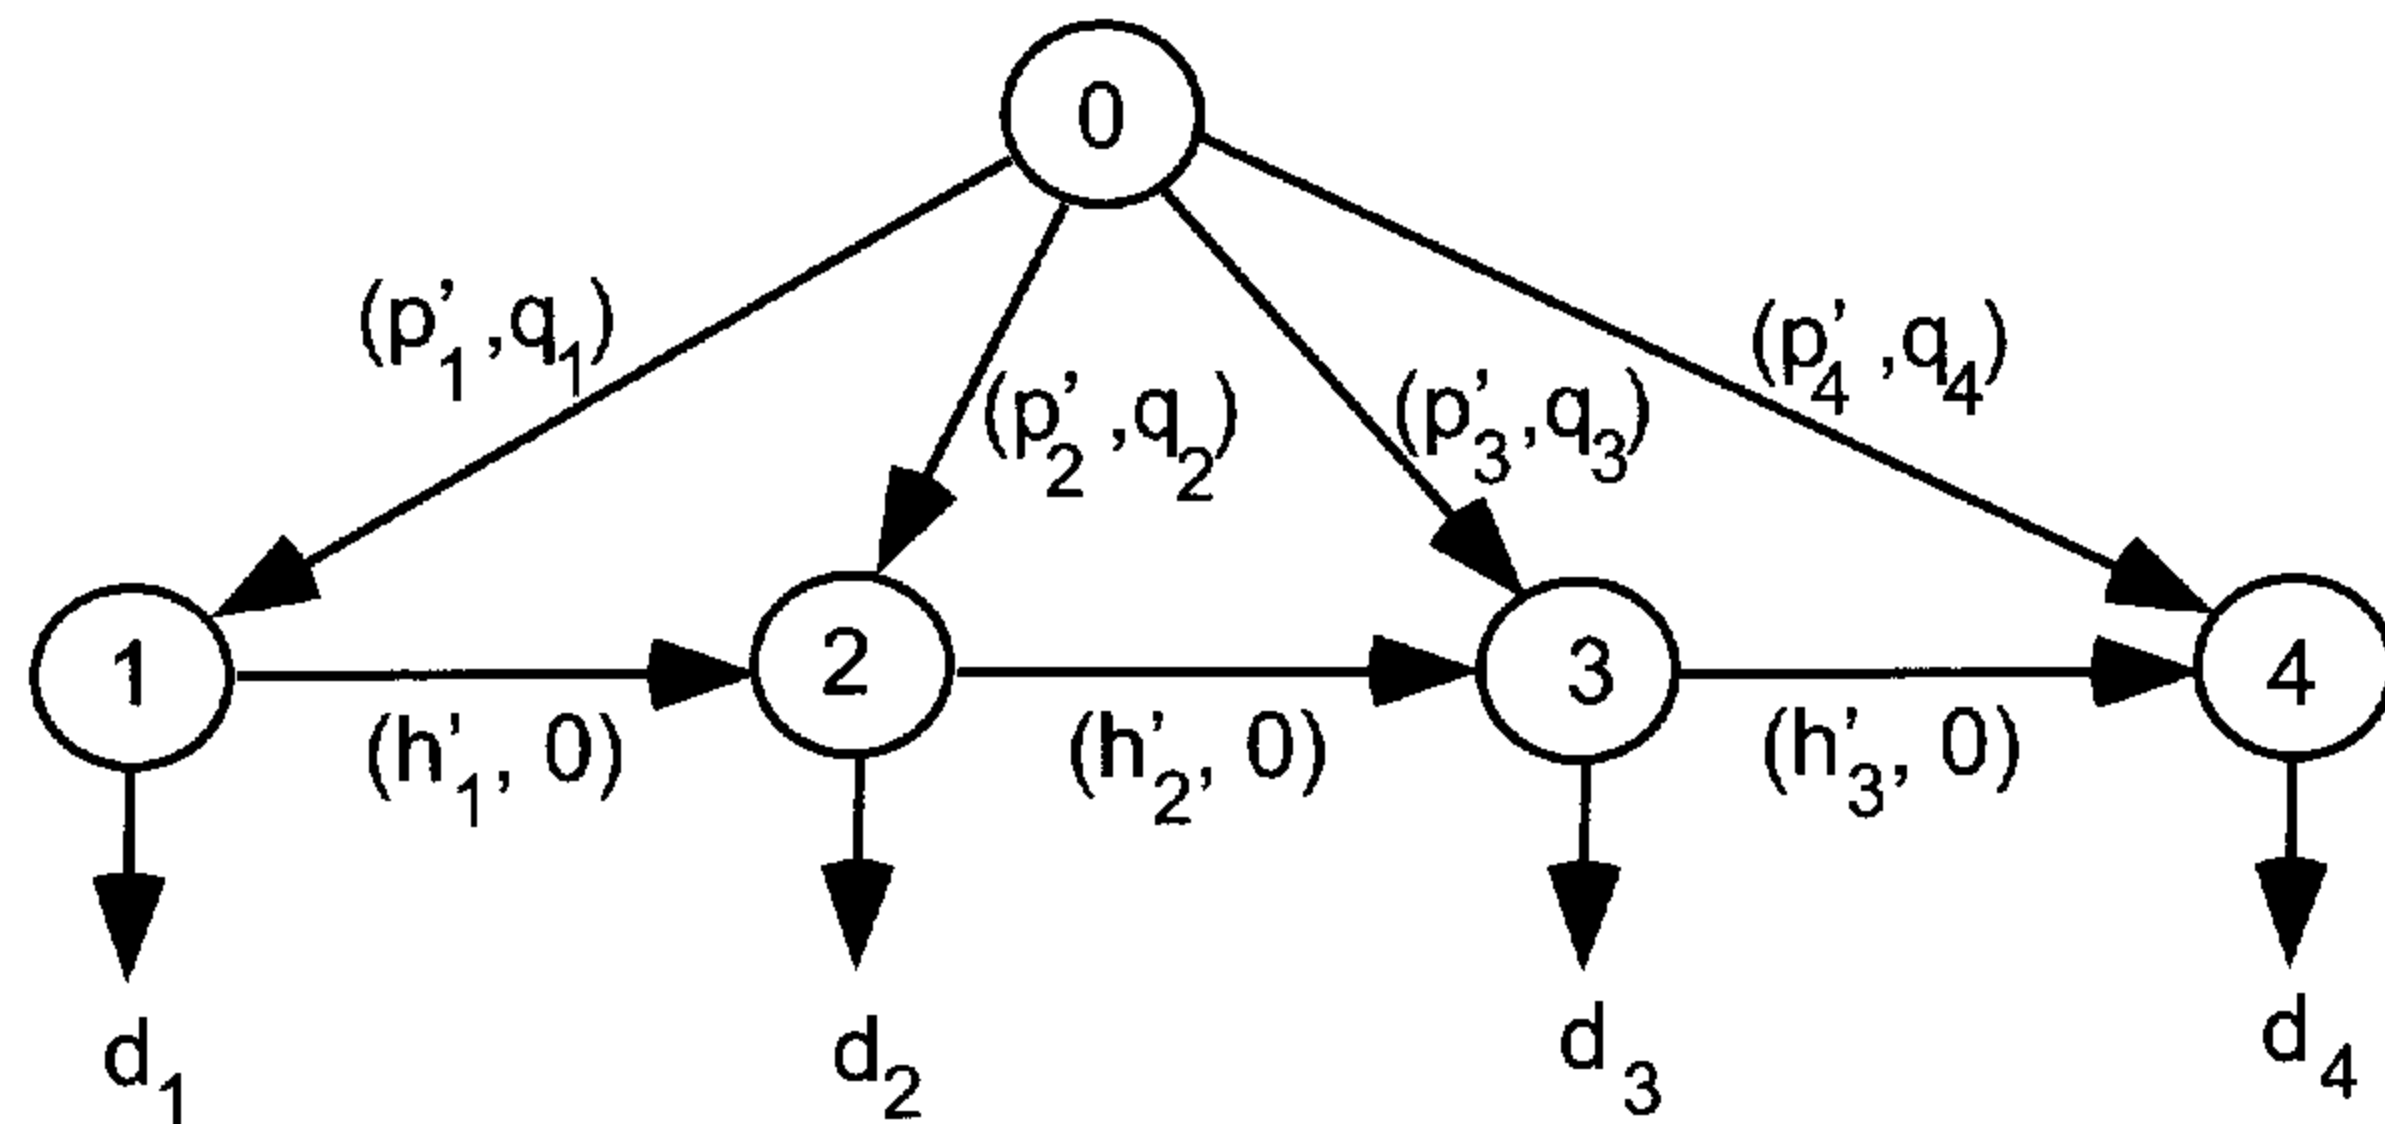 0
(p'1,q1)
(p'2,q2)
(p'3,q3)
(p'4,q4)
1
2
3
4
(h'1, 0)
(h'2, 0)
(h'3, 0)
d1
d2
d3
d4